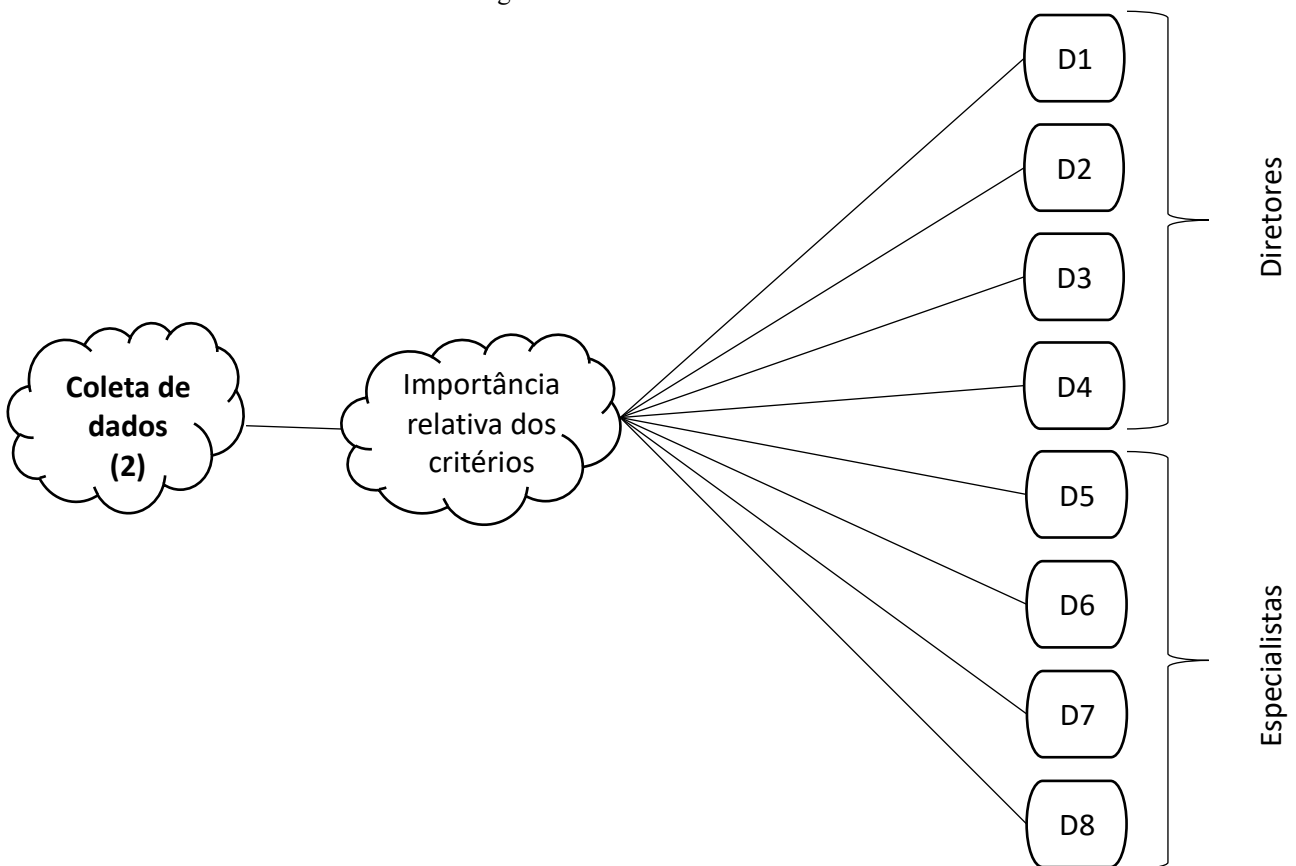 Coleta de
dados
(2)
Importância
relativa dos
critérios
D1
D2
D3
D4
D5
D6
D7
D8
Diretores
Especialistas